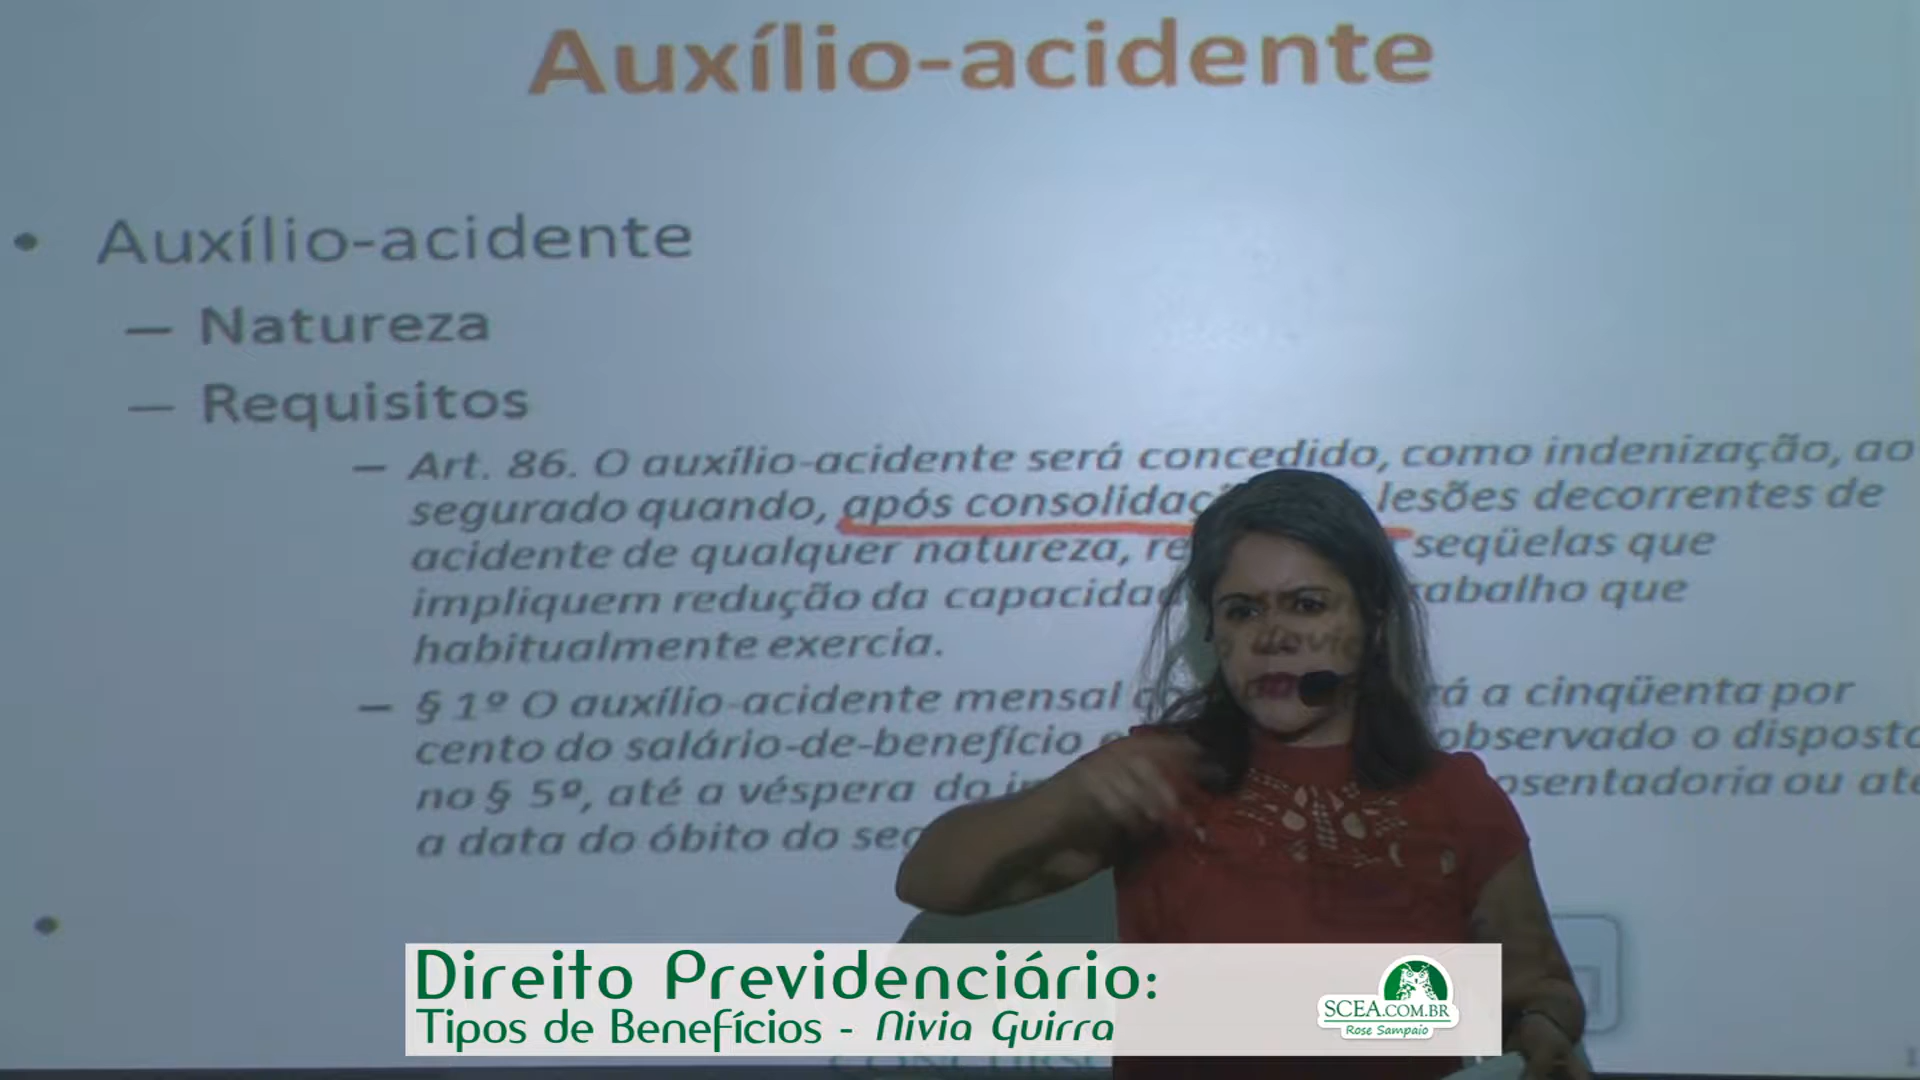 Auxílio-acidente
• Auxílio-acidente
— Natureza
— Requisitos
— Art. 86. O auxílio-acidente será concedido, como indenização, ao
segurado quando, após consolidaç lesões decorrentes de
acidente de qualquer natureza, re seqüelas que
impliquem redução da capacida rabalho que
habitualmente exercia.
— § 1º O auxílio-acidente mensal á a cinqüenta por
cento do salário-de-benefício observado o disposto
no § 5º, até a véspera do osentadoria ou até
a data do óbito do seg
Direito Previdenciário:
Tipos de Benefícios - Nivia Guirra
SCEA.COM.BR
Rose Sampaio